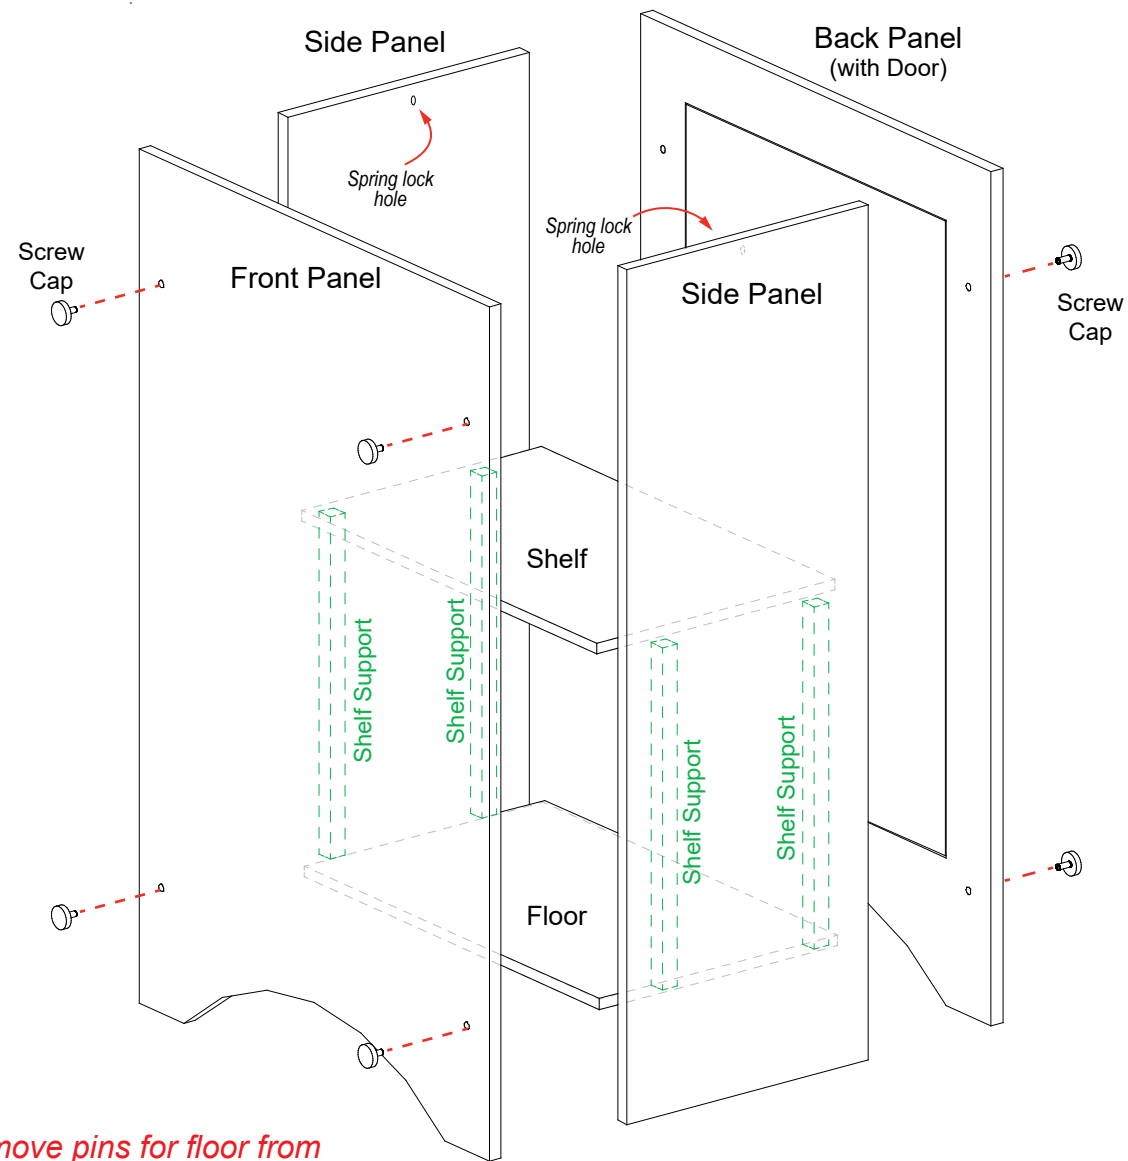 Side Panel
Back Panel
(with Door)
Spring lock
hole
Spring lock
hole
Screw
Cap
Front Panel
Side Panel
Screw
Cap
Shelf
Shelf Support
Shelf Support
Shelf Support
Shelf Support
Floor
move pins for floor from